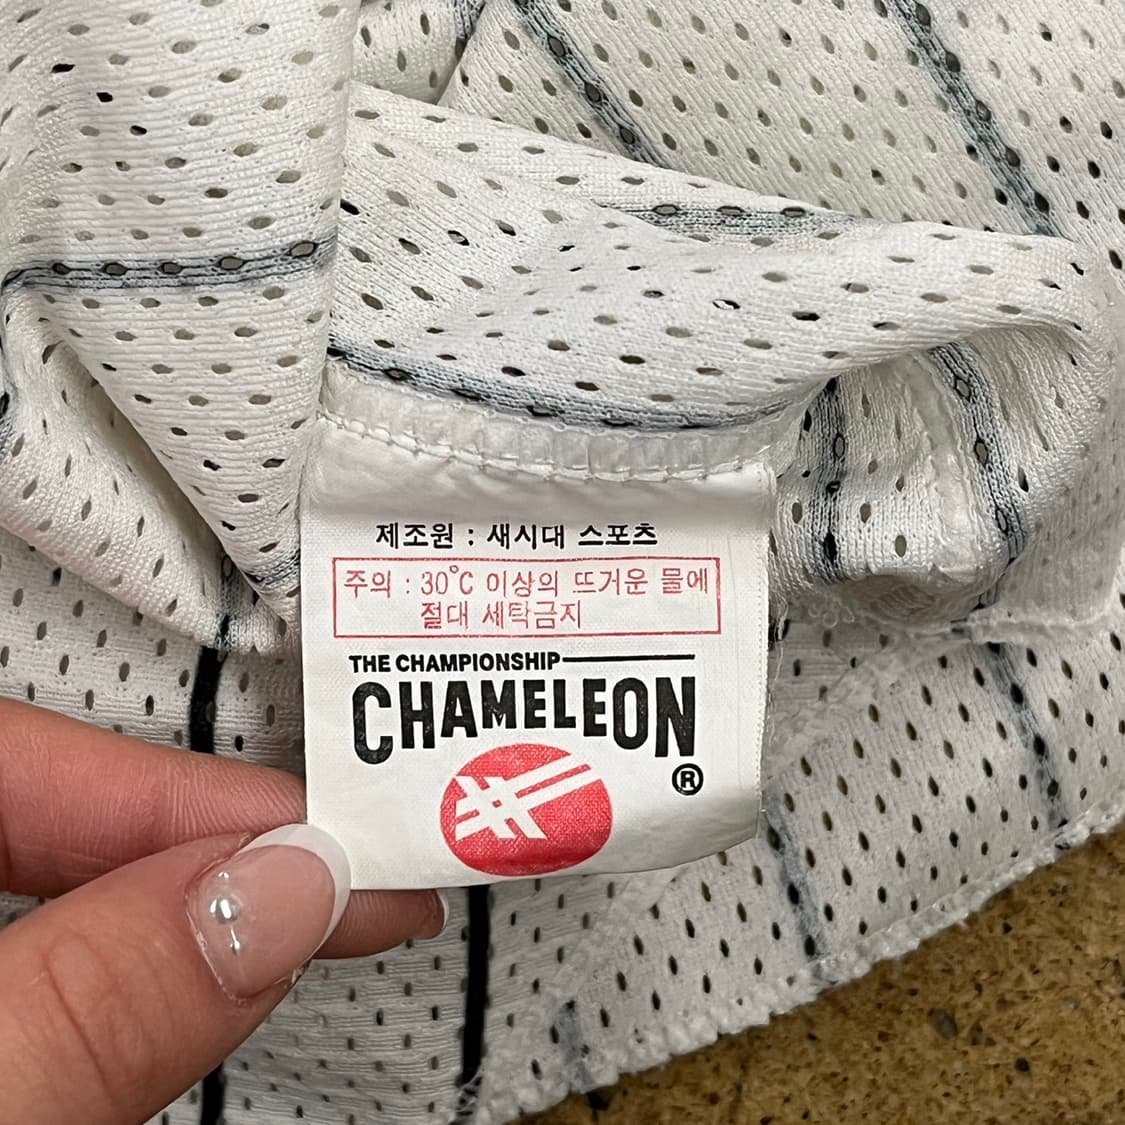 제조원 : 새시대 스포츠
주의 : 30°C 이상의 뜨거운 물에
절대 세탁금지
THE CHAMPIONSHIP
CHAMELEON
®